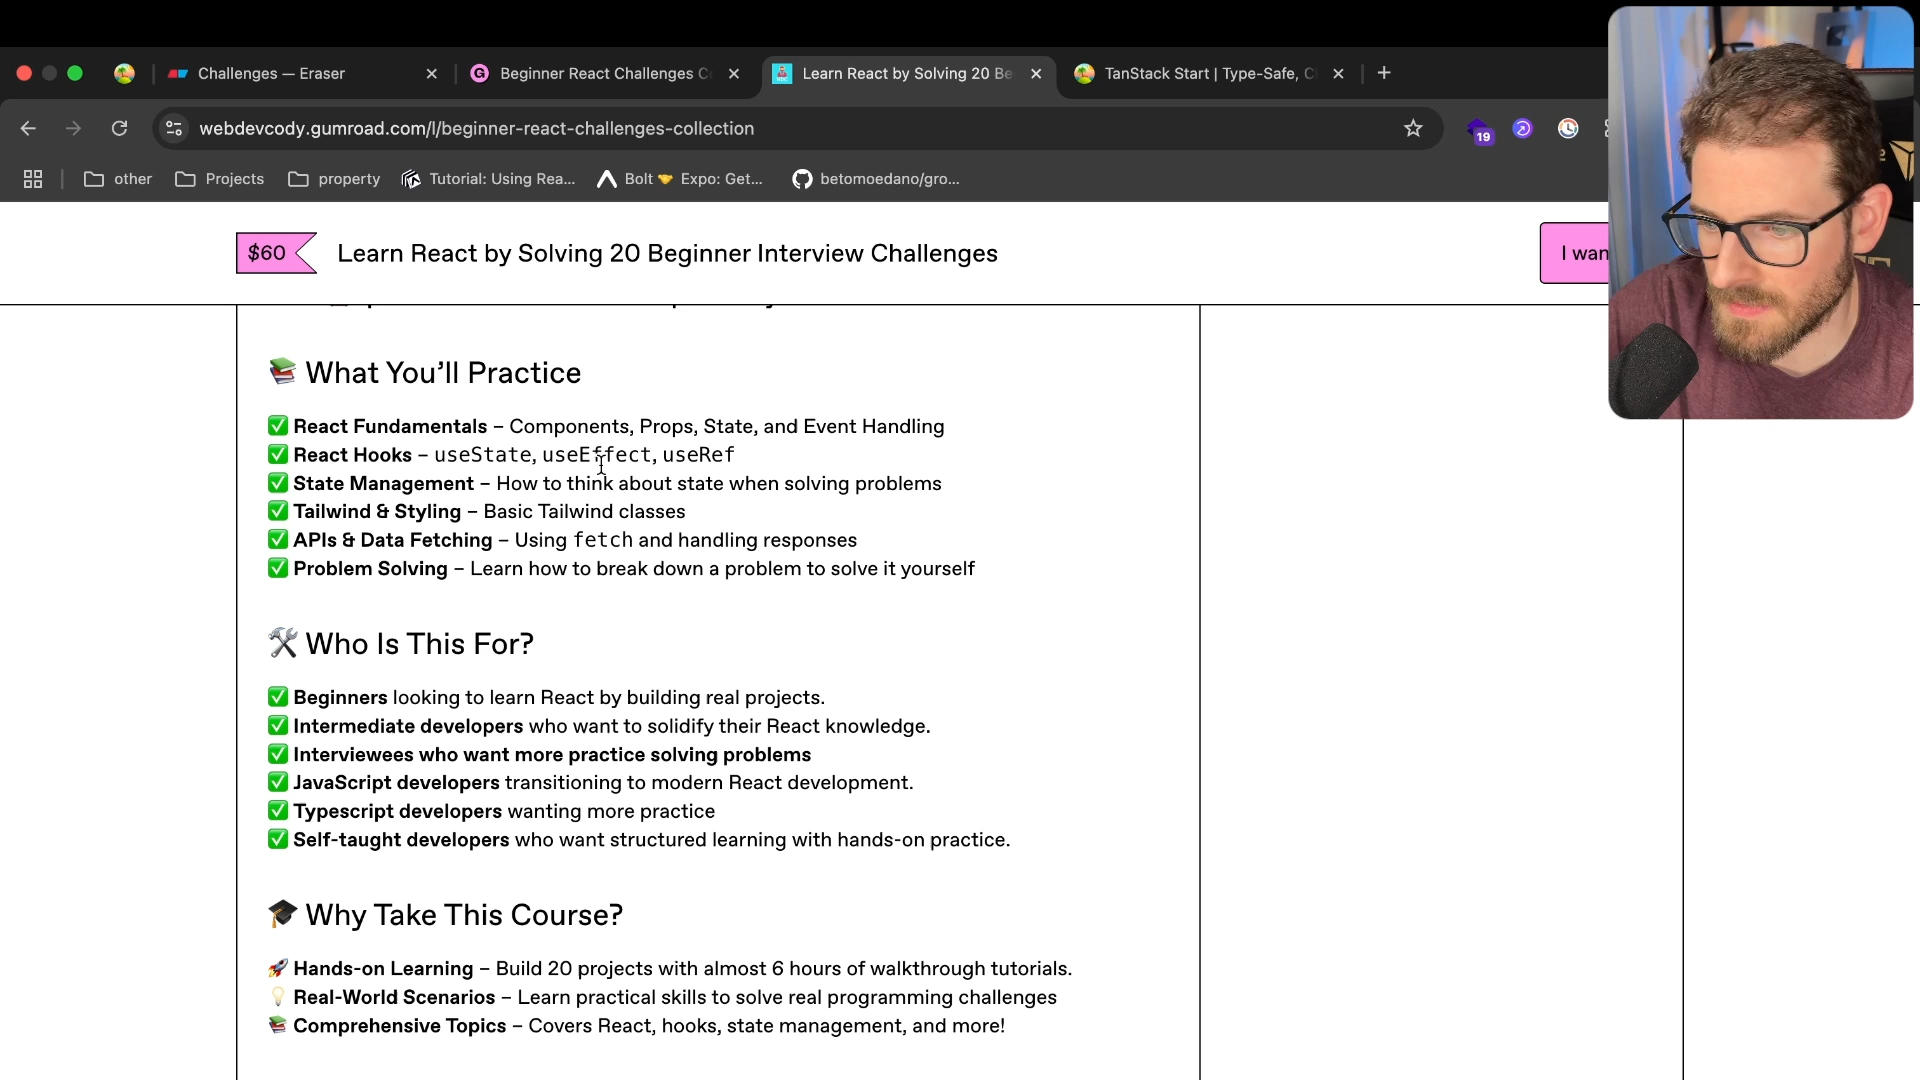 Challenges — Eraser
Beginner React Challenges C
Learn React by Solving 20 Be
TanStack Start | Type-Safe, C
webdevcody.gumroad.com/l/beginner-react-challenges-collection
19
other
Projects
property
Tutorial: Using Rea...
Bolt 🤝 Expo: Get...
betomoedano/gro...
$60
Learn React by Solving 20 Beginner Interview Challenges
I wan
📚 What You’ll Practice
✅ React Fundamentals – Components, Props, State, and Event Handling
✅ React Hooks – useState, useEffect, useRef
✅ State Management – How to think about state when solving problems
✅ Tailwind & Styling – Basic Tailwind classes
✅ APIs & Data Fetching – Using fetch and handling responses
✅ Problem Solving – Learn how to break down a problem to solve it yourself
🛠️ Who Is This For?
✅ Beginners looking to learn React by building real projects.
✅ Intermediate developers who want to solidify their React knowledge.
✅ Interviewees who want more practice solving problems
✅ JavaScript developers transitioning to modern React development.
✅ Typescript developers wanting more practice
✅ Self-taught developers who want structured learning with hands-on practice.
🎓 Why Take This Course?
🚀 Hands-on Learning – Build 20 projects with almost 6 hours of walkthrough tutorials.
💡 Real-World Scenarios – Learn practical skills to solve real programming challenges
📚 Comprehensive Topics – Covers React, hooks, state management, and more!